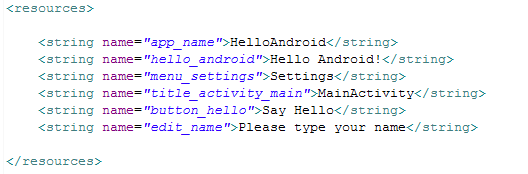 <resources>
<string name="app_name">HelloAndroid</string>
<string name="hello_android">Hello Android!</string>
<string name="menu_settings">Settings</string>
<string name="title_activity_main">MainActivity</string>
<string name="button_hello">Say Hello</string>
<string name="edit_name">Please type your name</string>
</resources>